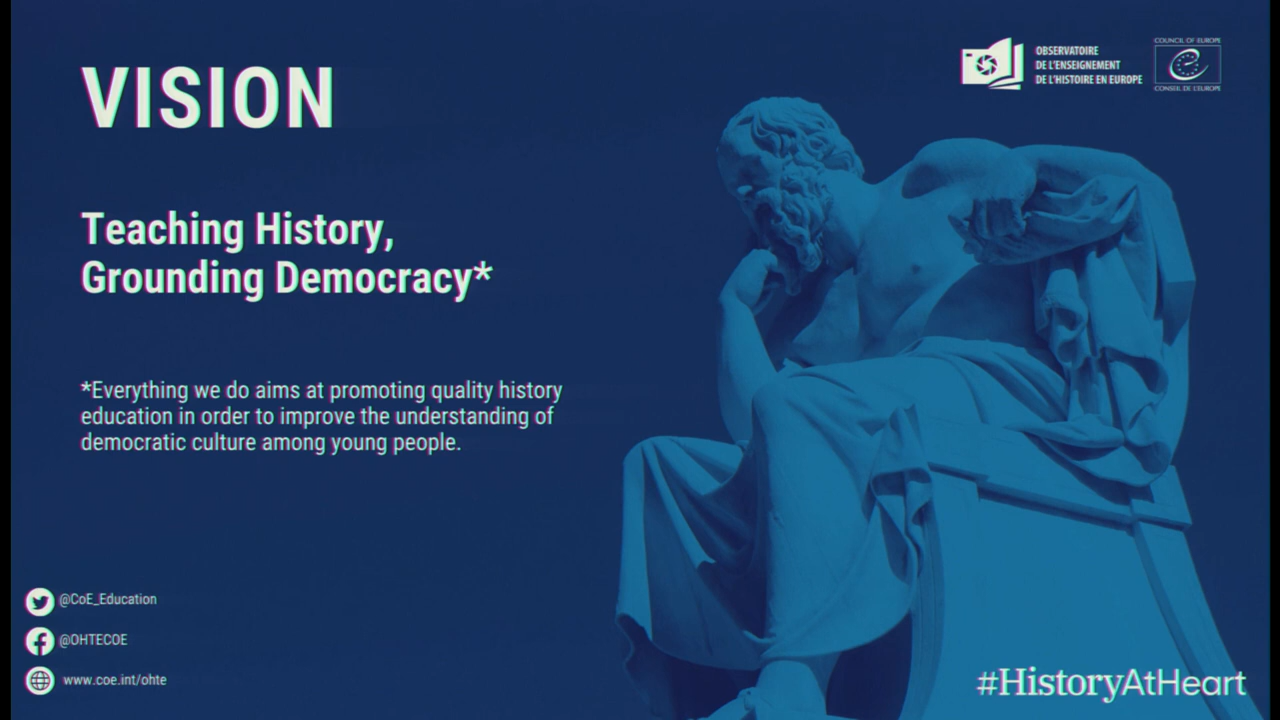 VISION
OBSERVATOIRE
DE L'ENSEIGNEMENT
DE L'HISTOIRE EN EUROPE
COUNCIL OF EUROPE
CONSEIL DE L'EUROPE
Teaching History,
Grounding Democracy*
*Everything we do aims at promoting quality history
education in order to improve the understanding of
democratic culture among young people.
@CoE_Education
@OHTECOE
www.coe.int/ohte
#HistoryAtHeart